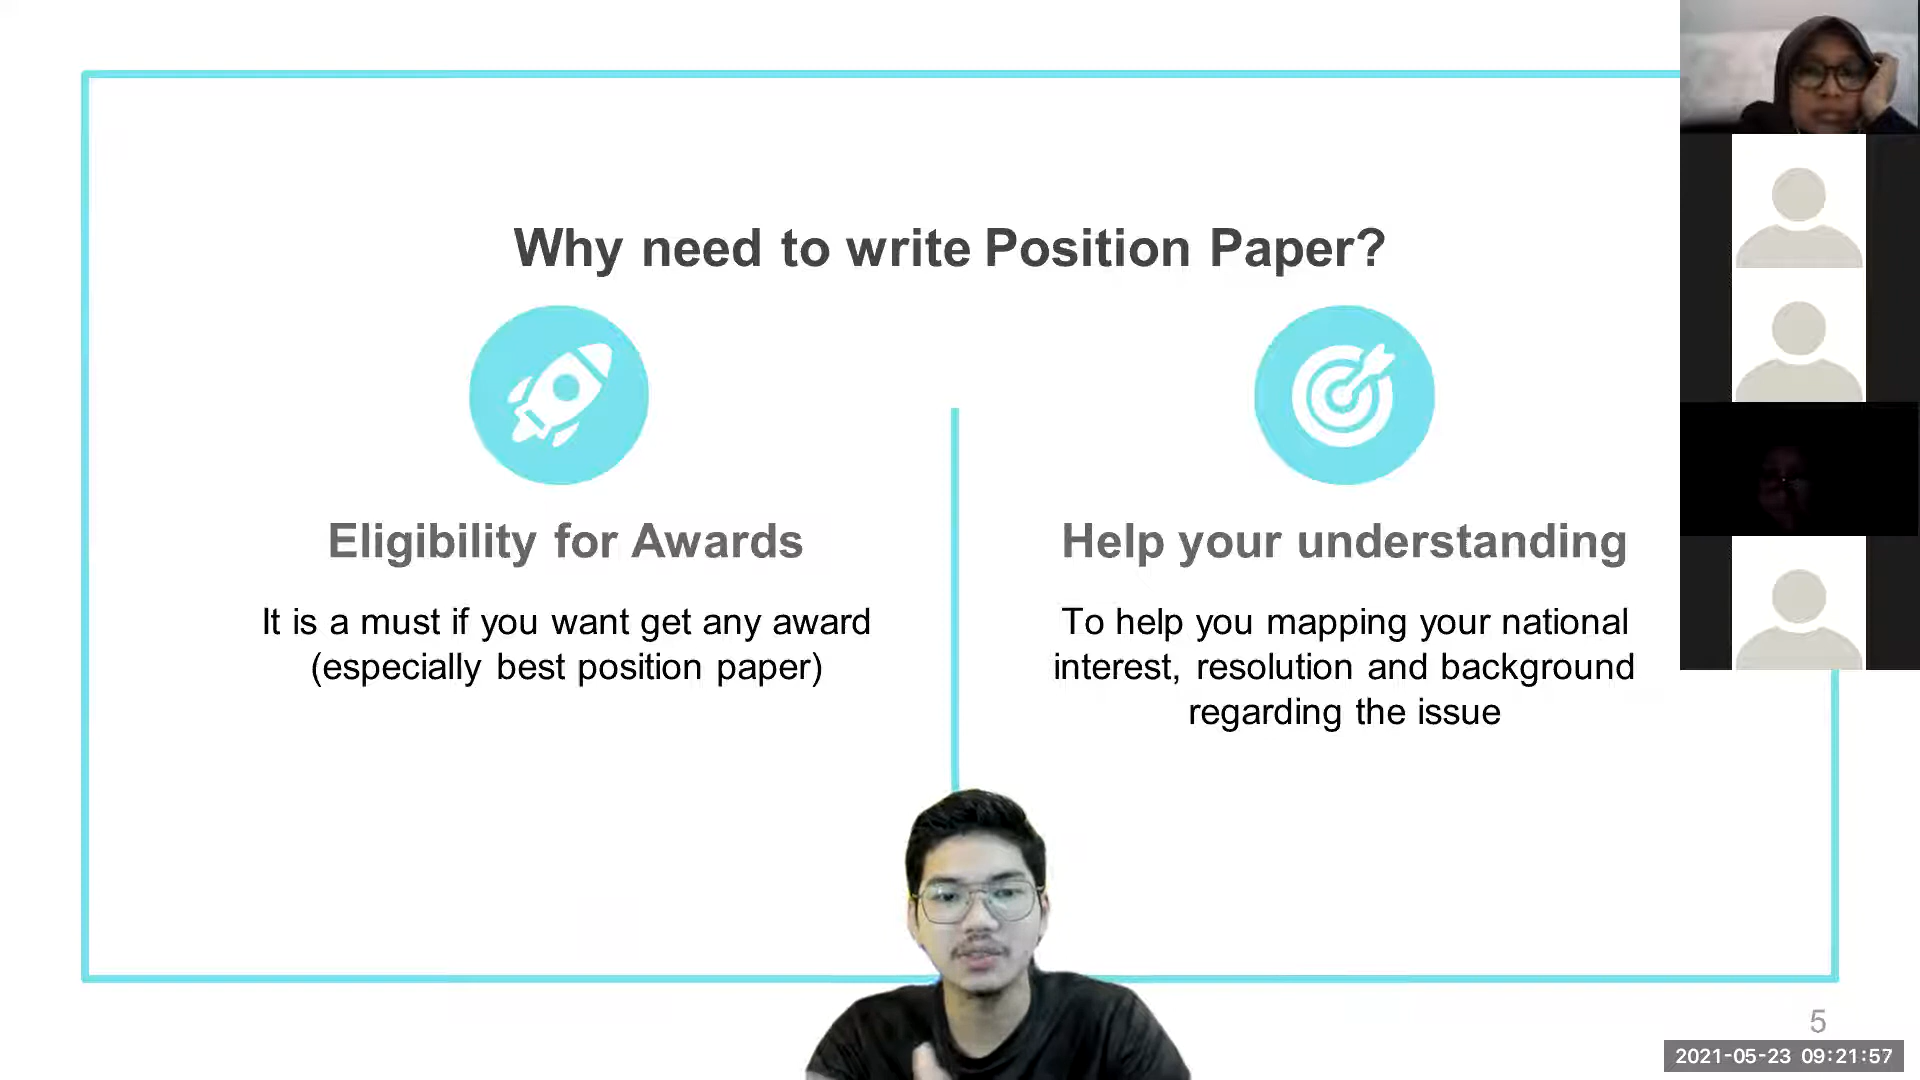 Why need to write Position Paper?
Eligibility for Awards
It is a must if you want get any award
(especially best position paper)
Help your understanding
To help you mapping your national
interest, resolution and background
regarding the issue
5
2021-05-23 09:21:57